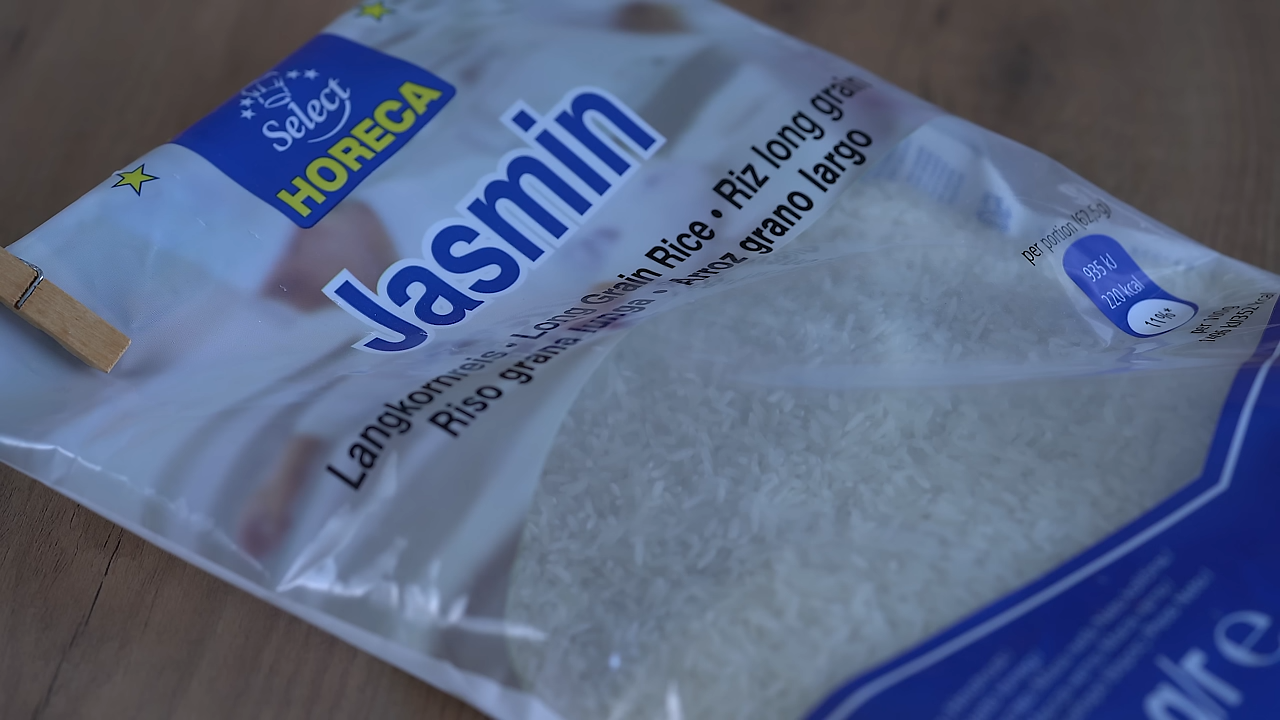 Select
HORECA
Jasmin
Langkornreis • Long Grain Rice • Riz long grain
Riso grana lunga • Arroz grano largo
per portion (62,5g)
935 kJ
220 kcal
11%*